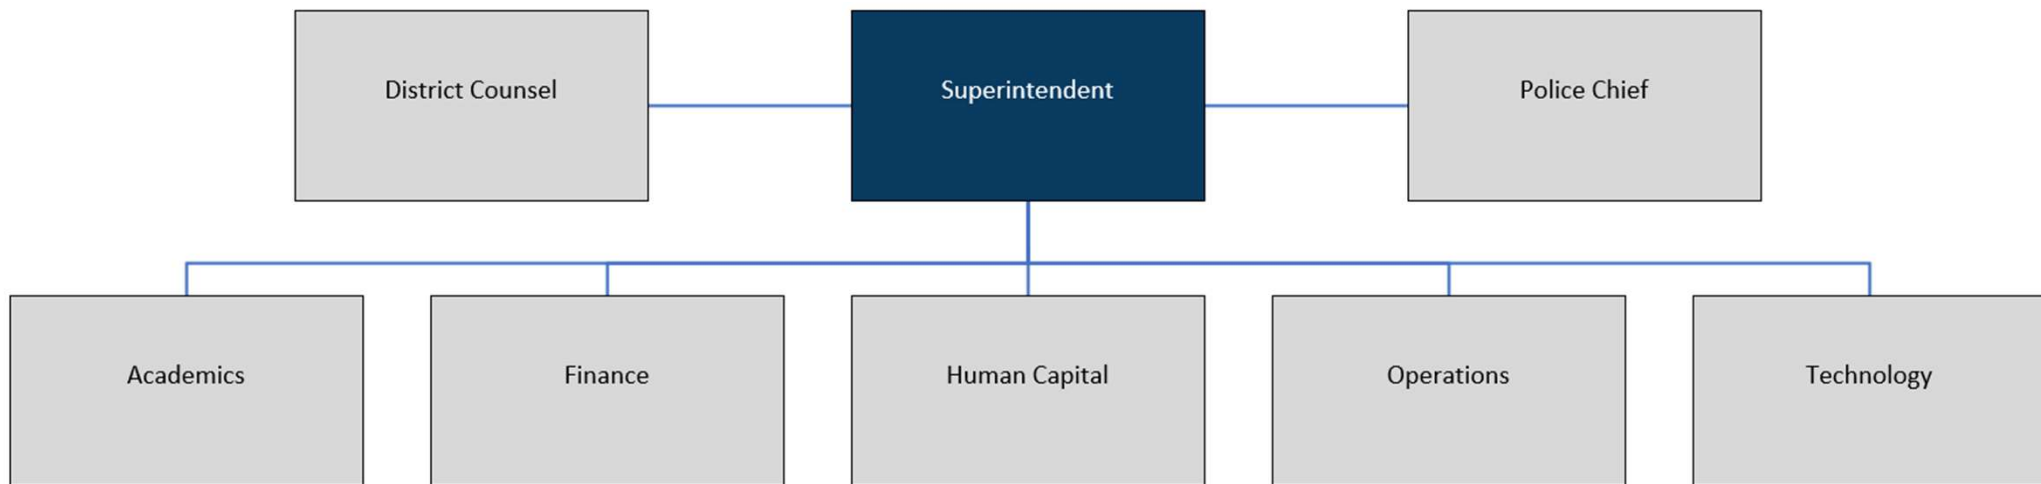 District Counsel
Superintendent
Police Chief
Academics
Finance
Human Capital
Operations
Technology